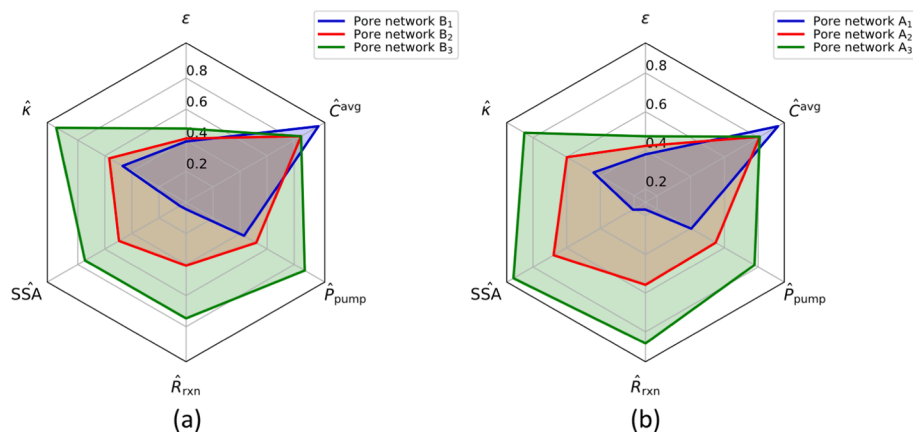 ε
Pore network B₁
Pore network B₂
Pore network B₃
0.8
0.6
0.4
0.2
κ̂
Ĉᵃᵛᵍ
SSÂ
P̂ₚᵤₘₚ
R̂ᵣₓₙ
(a)
ε
Pore network A₁
Pore network A₂
Pore network A₃
0.8
0.6
0.4
0.2
κ̂
Ĉᵃᵛᵍ
SSÂ
P̂ₚᵤₘₚ
R̂ᵣₓₙ
(b)